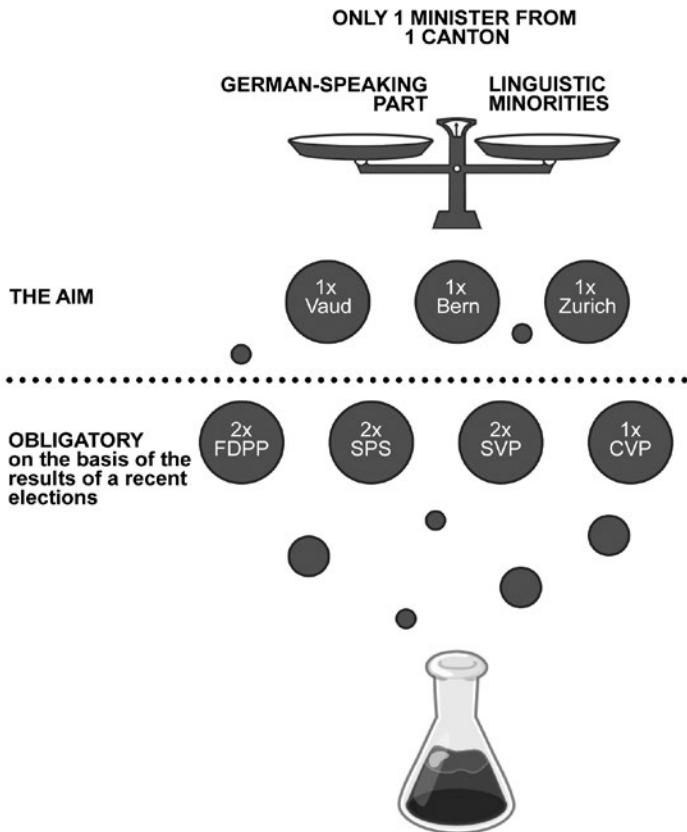 ONLY 1 MINISTER FROM
1 CANTON
GERMAN-SPEAKING
PART
LINGUISTIC
MINORITIES
THE AIM
1x
Vaud
1x
Bern
1x
Zurich
OBLIGATORY
on the basis of the
results of a recent
elections
2x
FDPP
2x
SPS
2x
SVP
1x
CVP